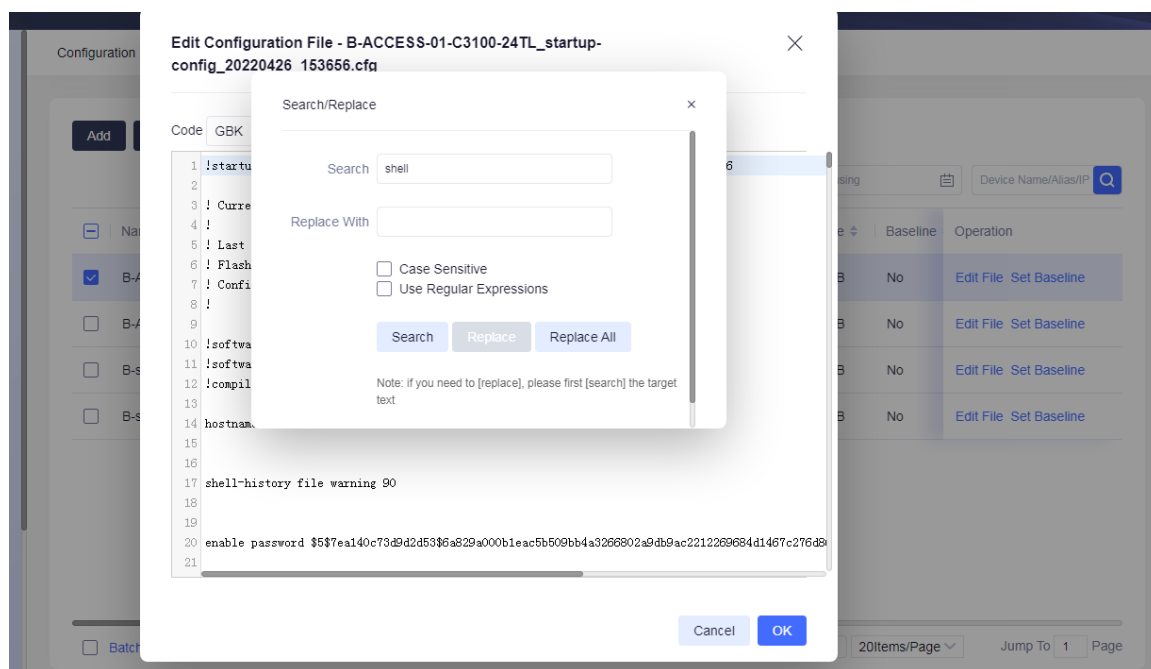 Configuration
Edit Configuration File - B-ACCESS-01-C3100-24TL_startup-
config_20220426_153656.cfg
Search/Replace
Add
Code GBK
Search shell
Replace With
Case Sensitive
Use Regular Expressions
Search Replace Replace All
Note: if you need to [replace], please first [search] the target
text
Device Name/Alias/IP
Baseline Operation
B No Edit File Set Baseline
B No Edit File Set Baseline
B No Edit File Set Baseline
B No Edit File Set Baseline
1 !startu 6
2
3 ! Curre
4 !
5 ! Last
6 ! Flash
7 ! Confi
8 !
9
10 !softwa
11 !softwa
12 !compil
13
14 hostnam
15
16
17 shell-history file warning 90
18
19
20 enable password $5$7ea140c73d9d2d53$6a829a000b1eac5b509bb4a3266802a9db9ac2212269684d1467c276d8
21
Cancel OK
Batch
20Items/Page Jump To 1 Page